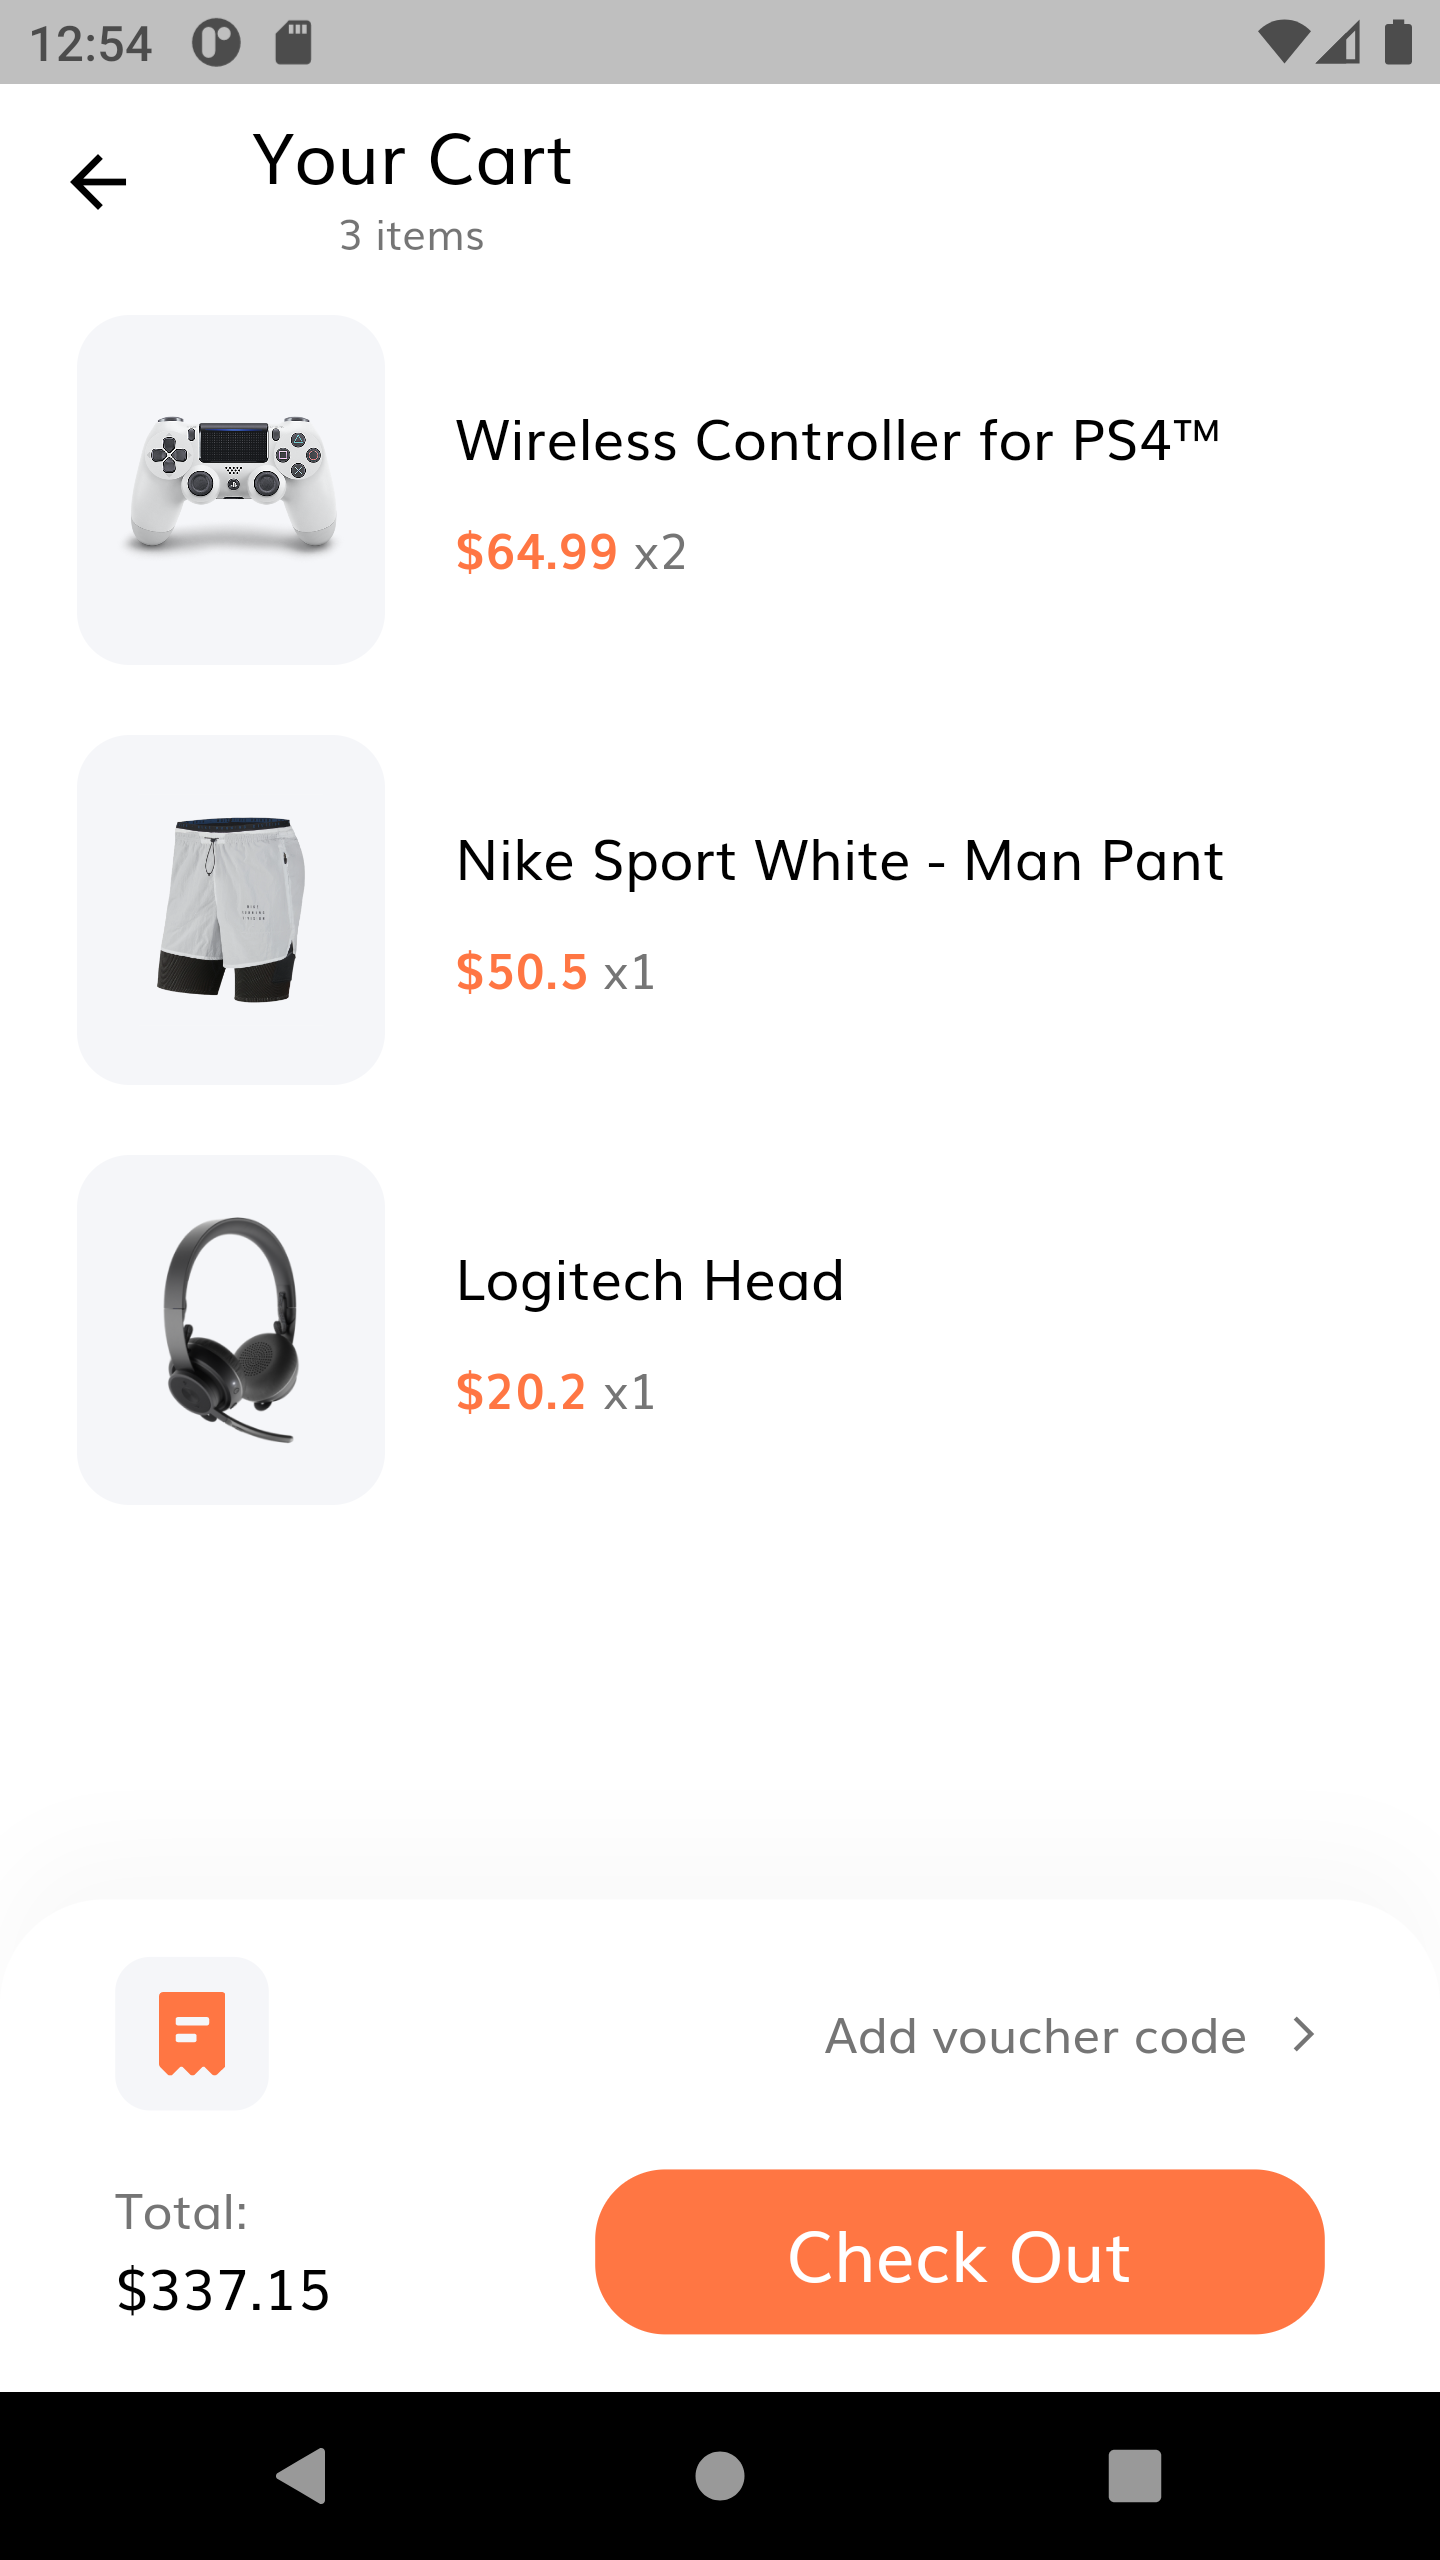 12:54
Your Cart
3 items
Wireless Controller for PS4™
$64.99 x2
Nike Sport White - Man Pant
$50.5 x1
Logitech Head
$20.2 x1
Add voucher code
Total:
$337.15
Check Out